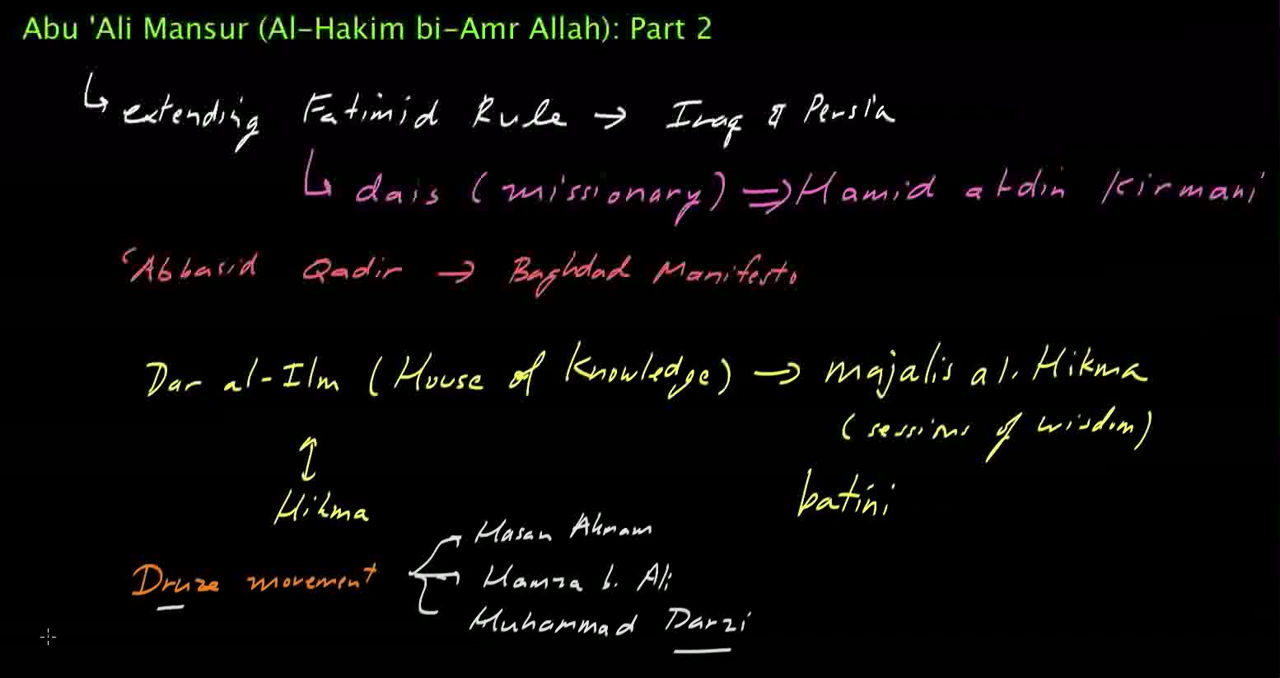 Abu 'Ali Mansur (Al-Hakim bi-Amr Allah): Part 2
↳ extending Fatimid Rule → Iraq & Persia
↳ dais (missionary) ⇒ Hamid al-din Kirmani
'Abbasid Qadir → Baghdad Manifesto
Dar al-Ilm (House of Knowledge) → majalis al-Hikma
(sessions of wisdom)
↕
Hikma
batini
Druze movement
Hasan Akhram
Hamza b. Ali
Muhammad Darzi